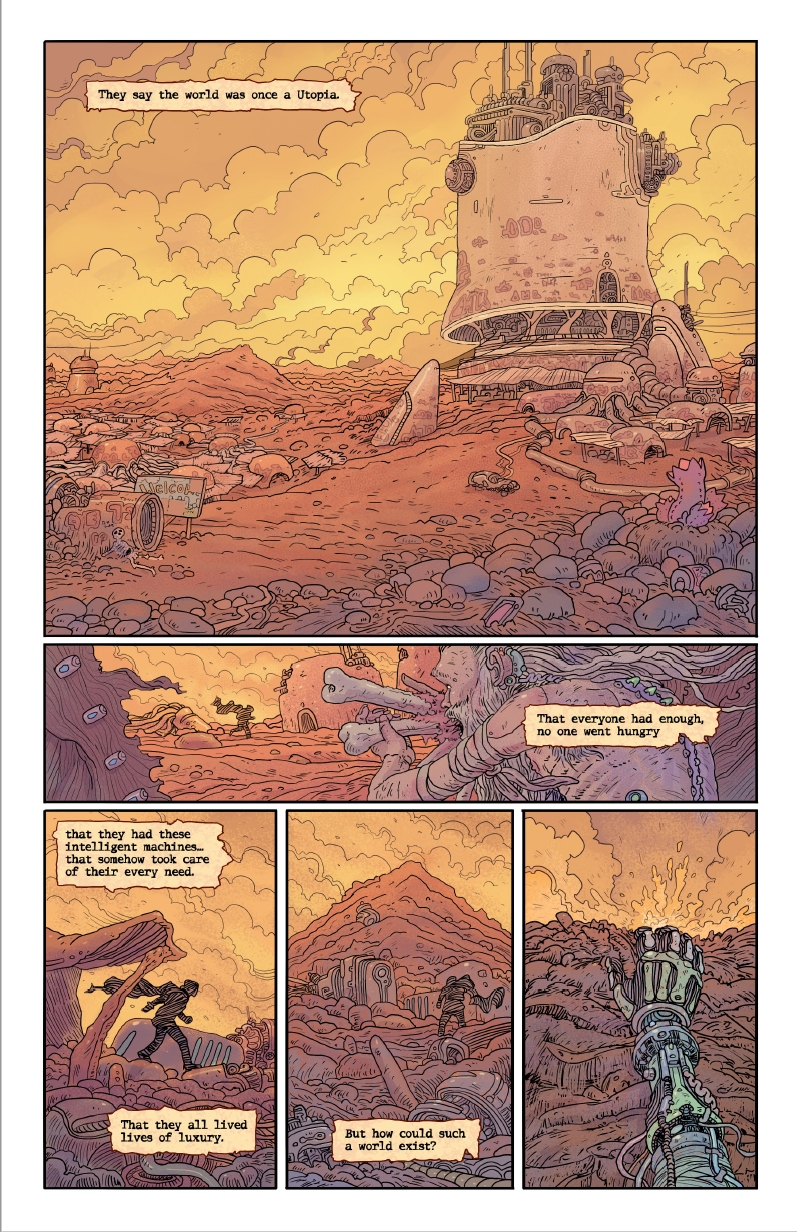 They say the world was once a Utopia.
Welcom
That everyone had enough,
no one went hungry
that they had these
intelligent machines…
that somehow took care
of their every need.
That they all lived
lives of luxury.
But how could such
a world exist?